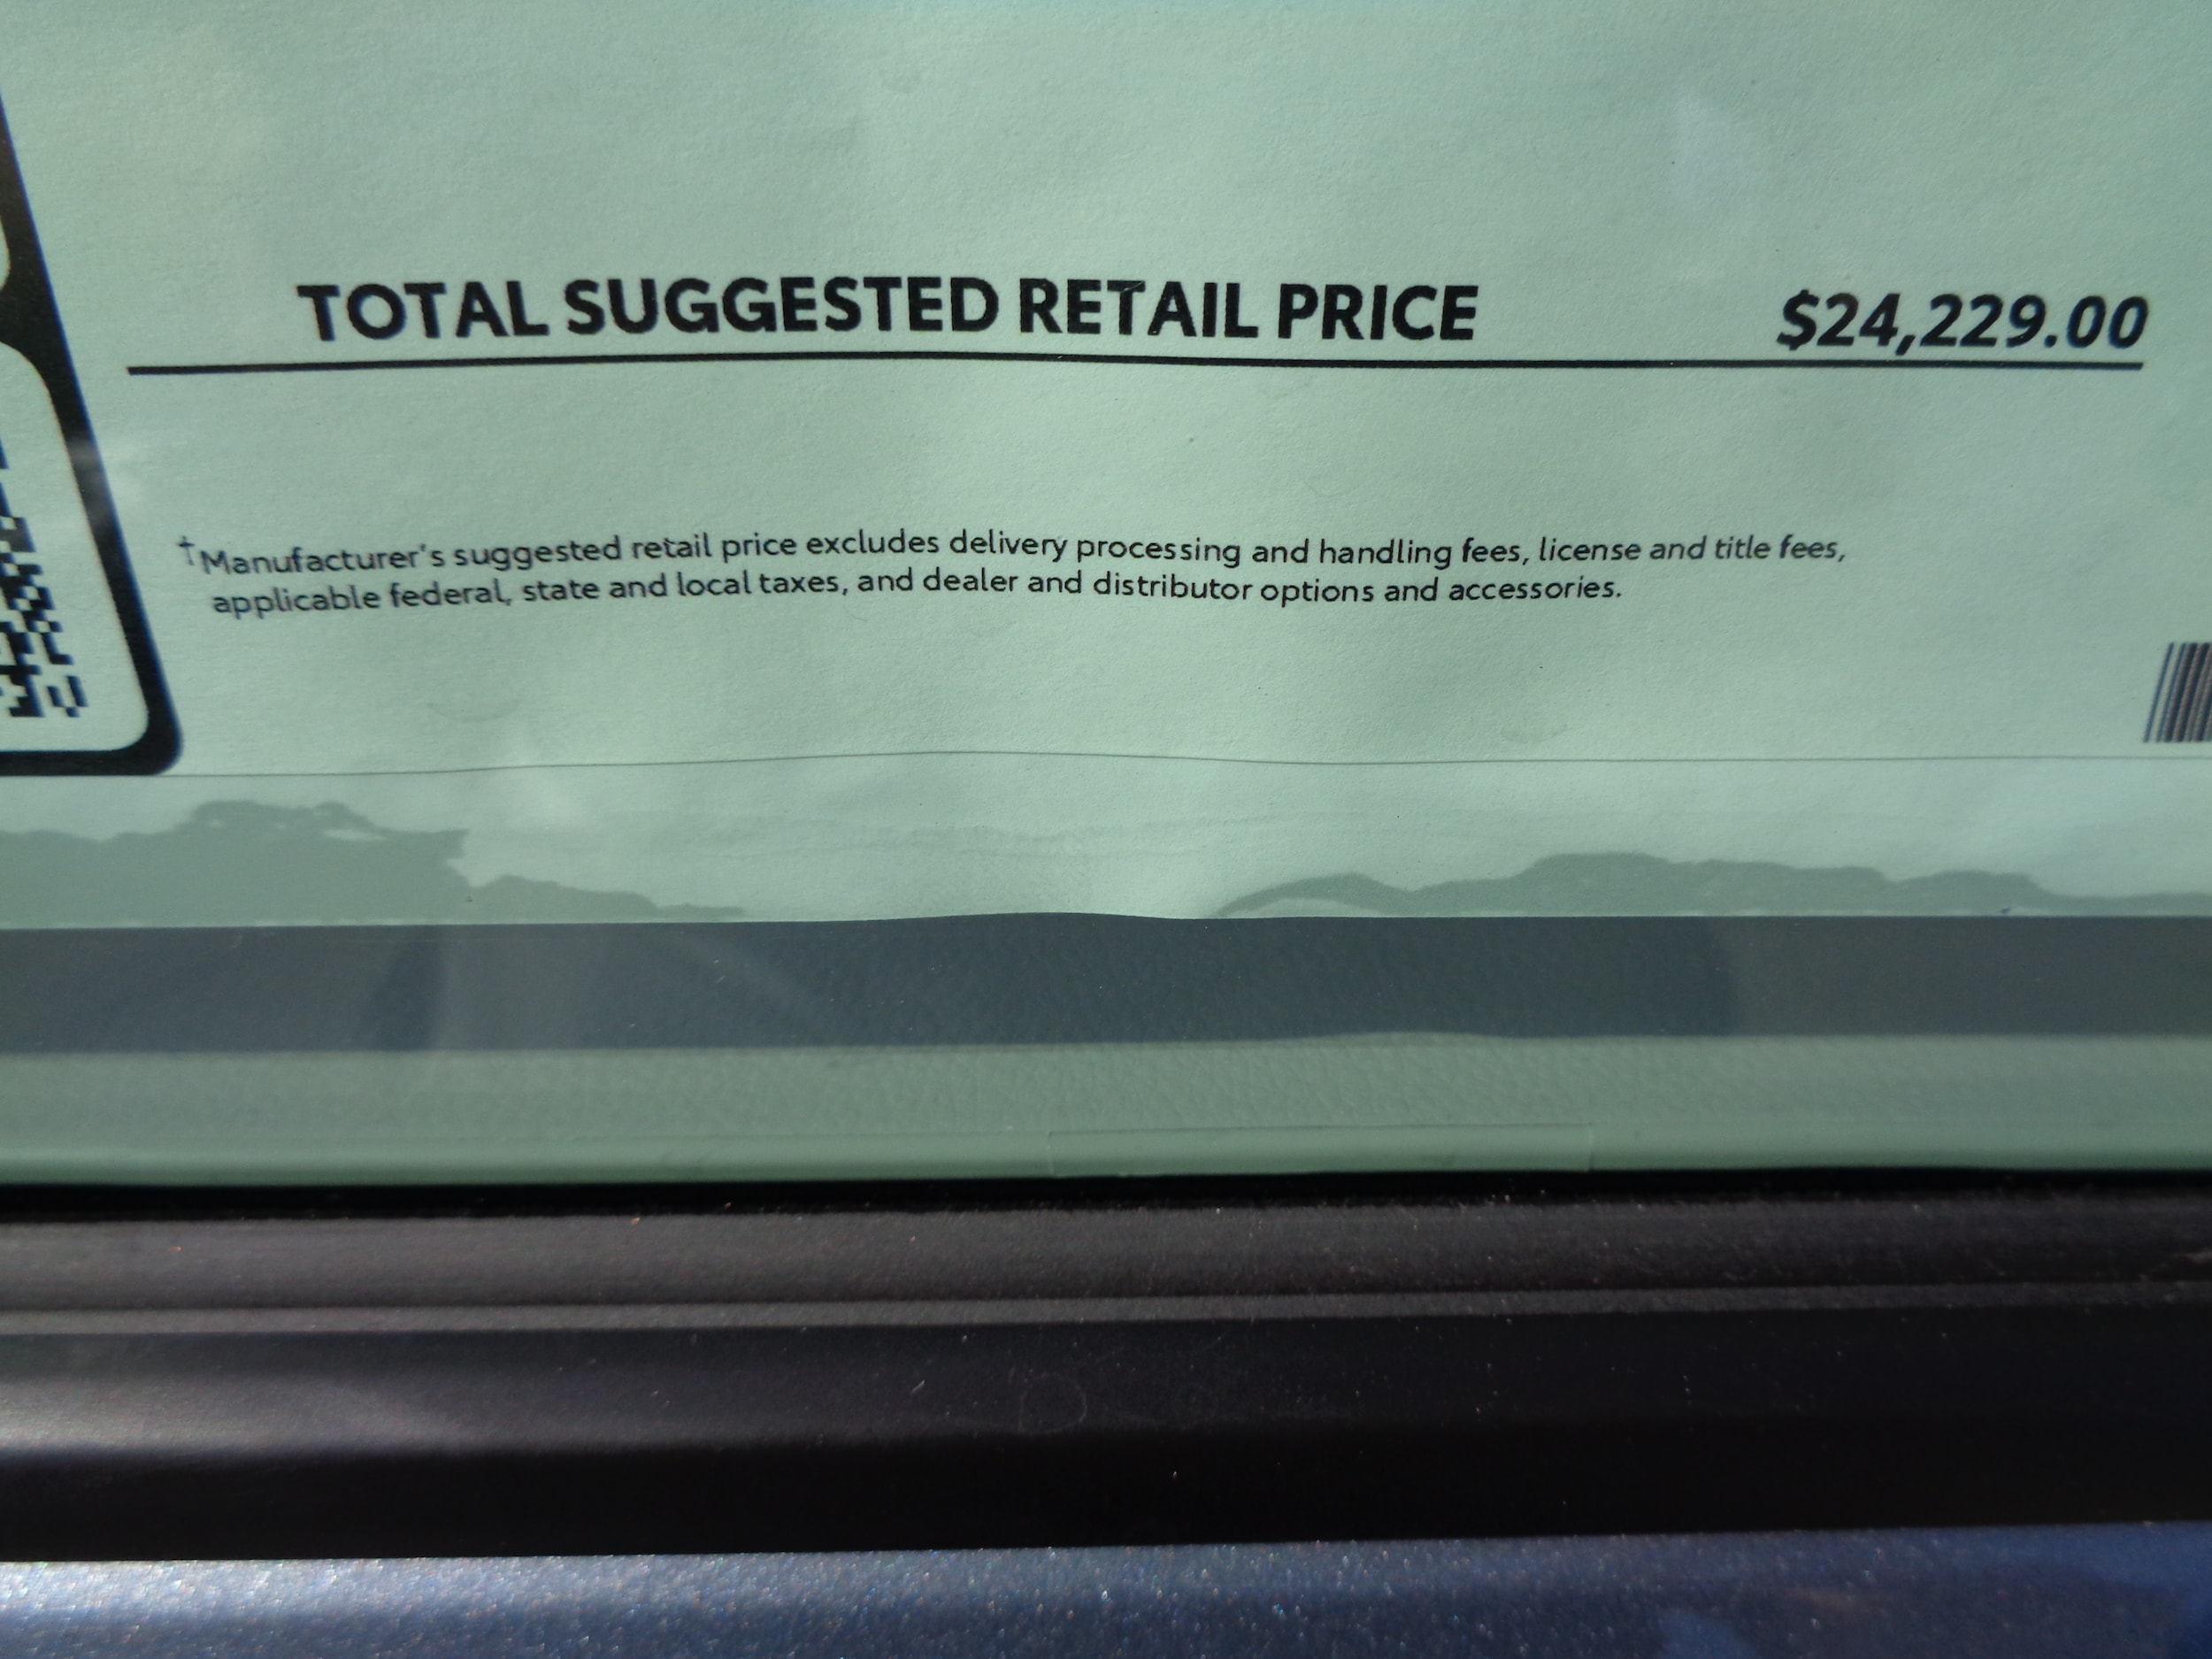 TOTAL SUGGESTED RETAIL PRICE $24,229.00
†Manufacturer's suggested retail price excludes delivery processing and handling fees, license and title fees,
applicable federal, state and local taxes, and dealer and distributor options and accessories.